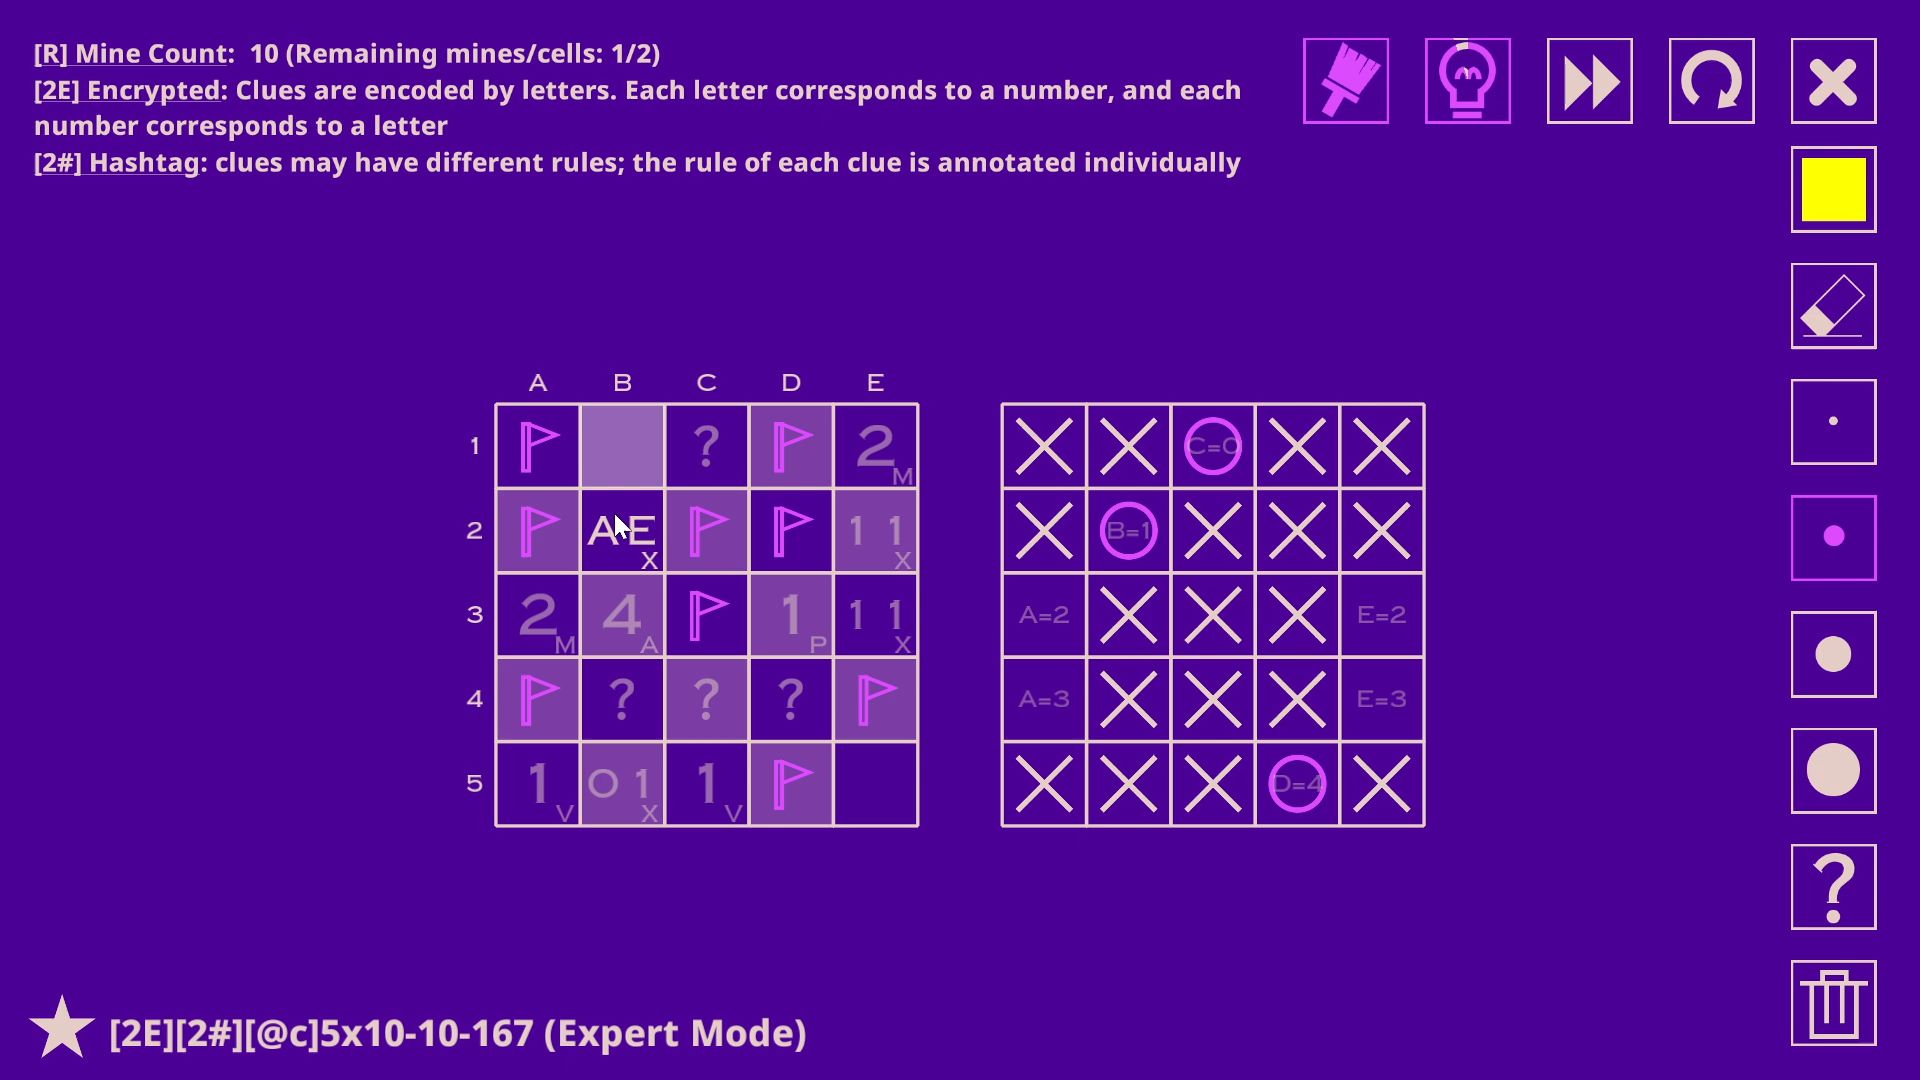 [R] Mine Count: 10 (Remaining mines/cells: 1/2)
[2E] Encrypted: Clues are encoded by letters. Each letter corresponds to a number, and each
number corresponds to a letter
[2#] Hashtag: clues may have different rules; the rule of each clue is annotated individually
A B C D E
1 ? 2 M C=0
2 A E X 1 1 X B=1
3 2 M 4 A 1 P 1 1 X A=2 E=2
4 ? ? ? A=3 E=3
5 1 V 0 1 X 1 V D=4
?
[2E][2#][@c]5x10-10-167 (Expert Mode)